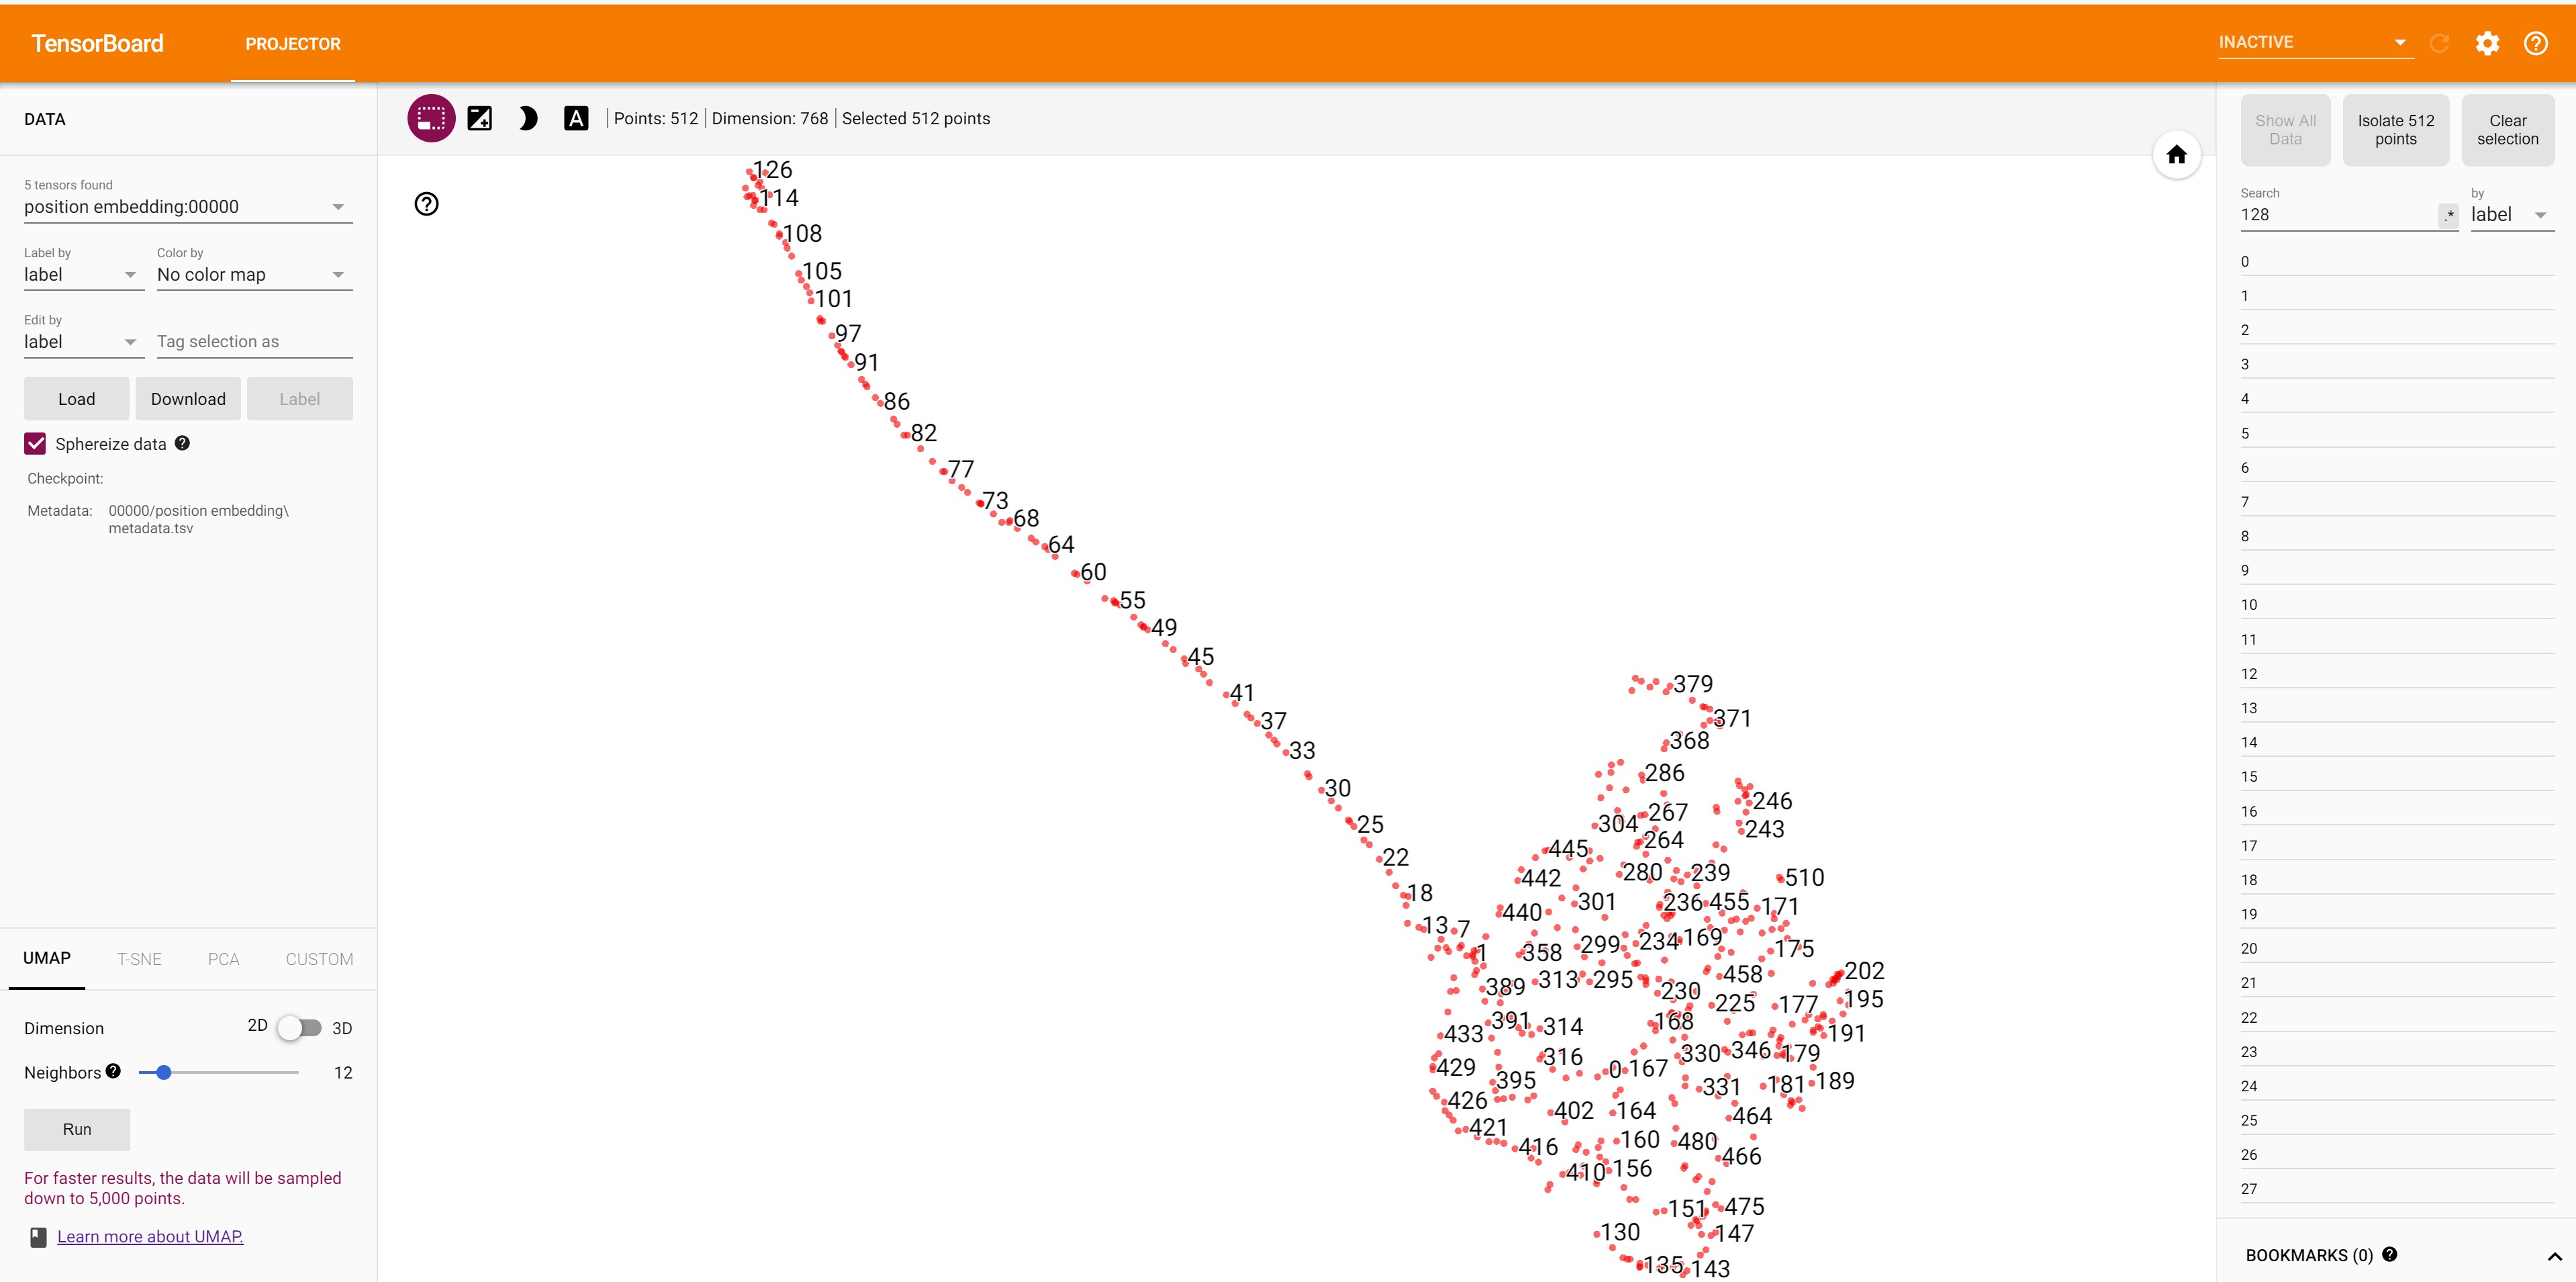 TensorBoard
PROJECTOR
INACTIVE
DATA
5 tensors found
position embedding:00000
Label by
label
Color by
No color map
Edit by
label
Tag selection as
Load
Download
Label
Sphereize data
Checkpoint:
Metadata:
00000/position embedding\
metadata.tsv
UMAP
T-SNE
PCA
CUSTOM
Dimension
2D
3D
Neighbors
12
Run
For faster results, the data will be sampled
down to 5,000 points.
Learn more about UMAP.
A
Points: 512
Dimension: 768
Selected 512 points
126
114
108
105
101
97
91
86
82
77
73
68
64
60
55
49
45
41
37
33
30
25
22
18
13
7
1
379
371
368
286
246
267
304
243
264
445
280
239
442
510
301
236
455
171
440
234
169
358
299
175
202
458
389
313
295
230
195
225
177
391
314
168
433
191
316
330
346
179
429
0
167
395
331
181
189
426
402
164
464
421
160
480
416
466
410
156
151
475
130
147
135
143
Show All
Data
Isolate 512
points
Clear
selection
Search
128
.*
by
label
0
1
2
3
4
5
6
7
8
9
10
11
12
13
14
15
16
17
18
19
20
21
22
23
24
25
26
27
BOOKMARKS (0)